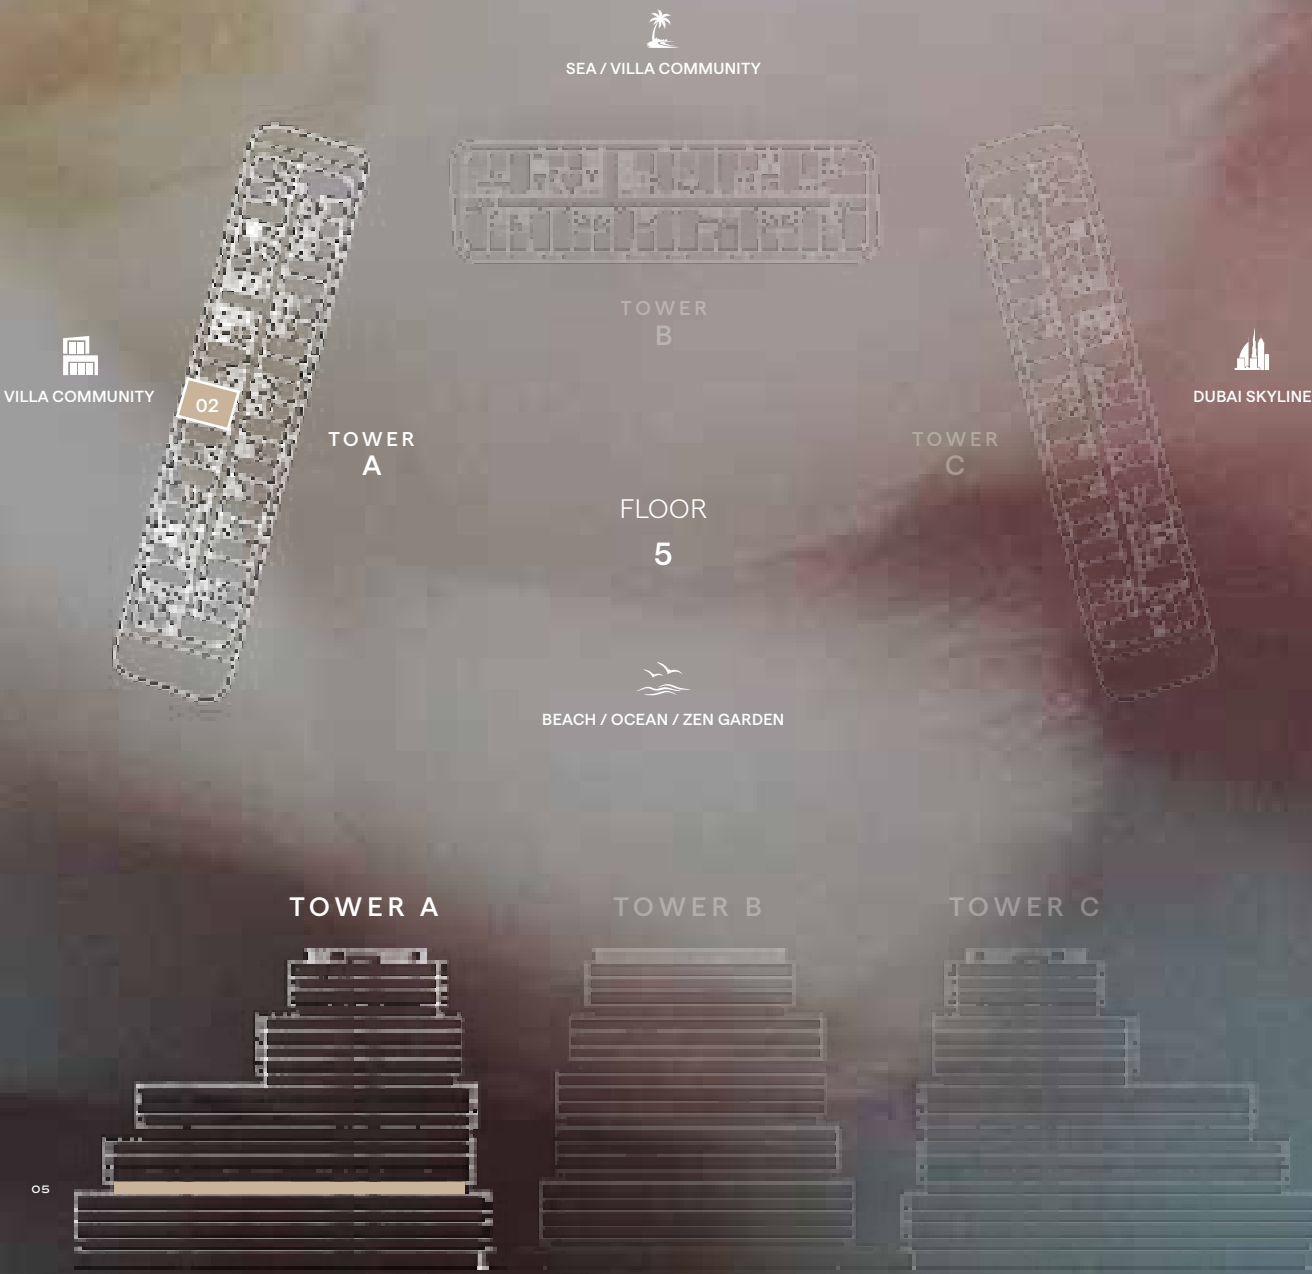 SEA / VILLA COMMUNITY
TOWER
B
VILLA COMMUNITY
DUBAI SKYLINE
02
TOWER
A
TOWER
C
FLOOR
5
BEACH / OCEAN / ZEN GARDEN
TOWER A
TOWER B
TOWER C
05